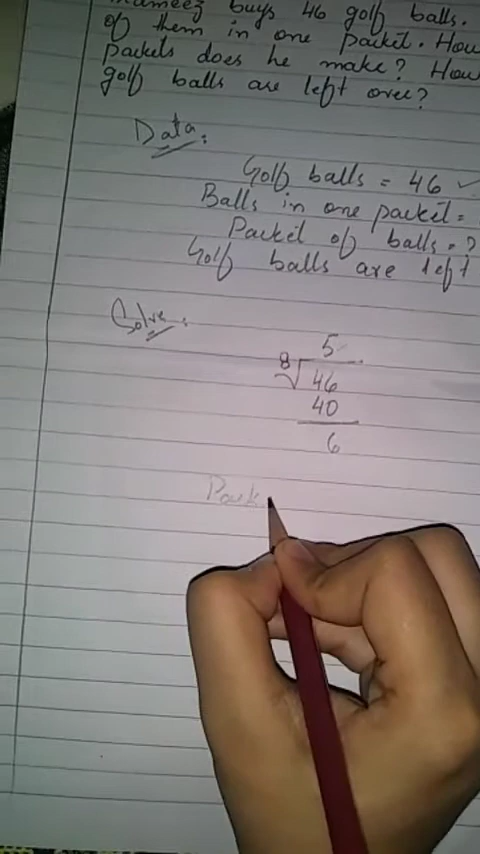 buys 46 golf balls.
of them in one packet. How
packets does he make? How
golf balls are left over?
Data:
Golf balls = 46 ✓
Balls in one packet =
Packet of balls = ?
Golf balls are left
Solve:
5
8 √46
40
6
Pack